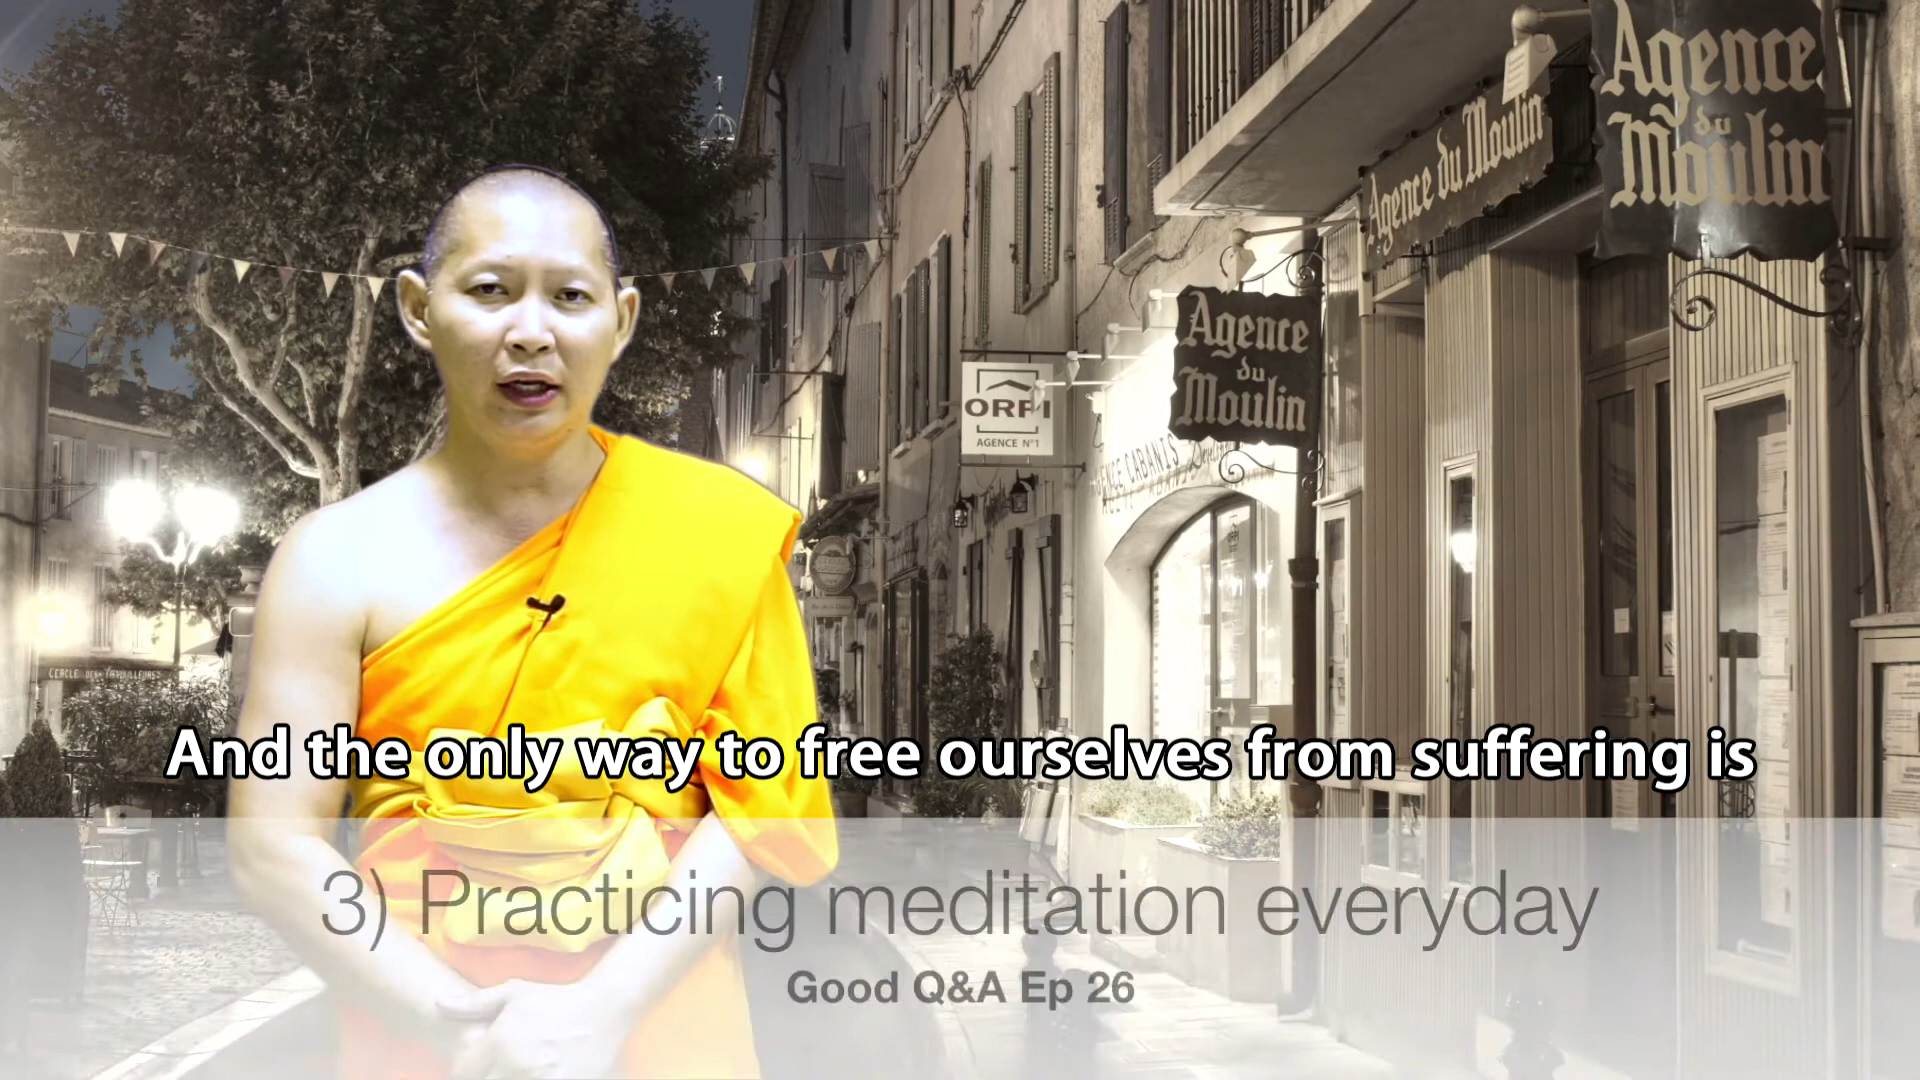 Agence
du
Moulin
Agence du Moulin
Agence
du
Moulin
ORPI
AGENCE N°1
CABANIS
And the only way to free ourselves from suffering is
3) Practicing meditation everyday
Good Q&A Ep 26